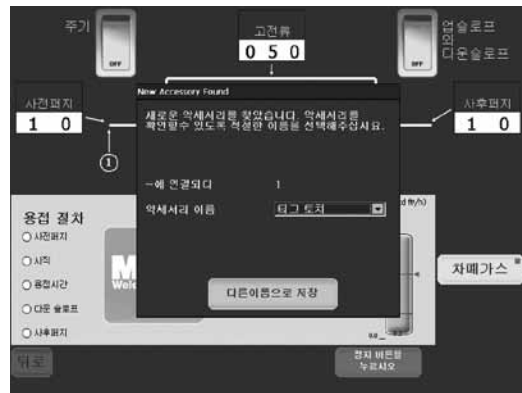 주기
OFF
고전류
0 5 0
업슬로프
외
다운슬로프
OFF
사전퍼지
1 0
사후퍼지
1 0
1
New Accessory Found
새로운 악세서리를 찾았습니다. 악세서리를
확인할수 있도록 적절한 이름를 선택해주십시요.
-에 연결되다 1
악세서리 이름 티그 토치
다른이름으로 저장
용접 절차
사전퍼지
시작
용접시간
다운 슬로프
사후퍼지
Welc
d ft/h)
차폐가스
뒤로
정지 버튼를
누르시오